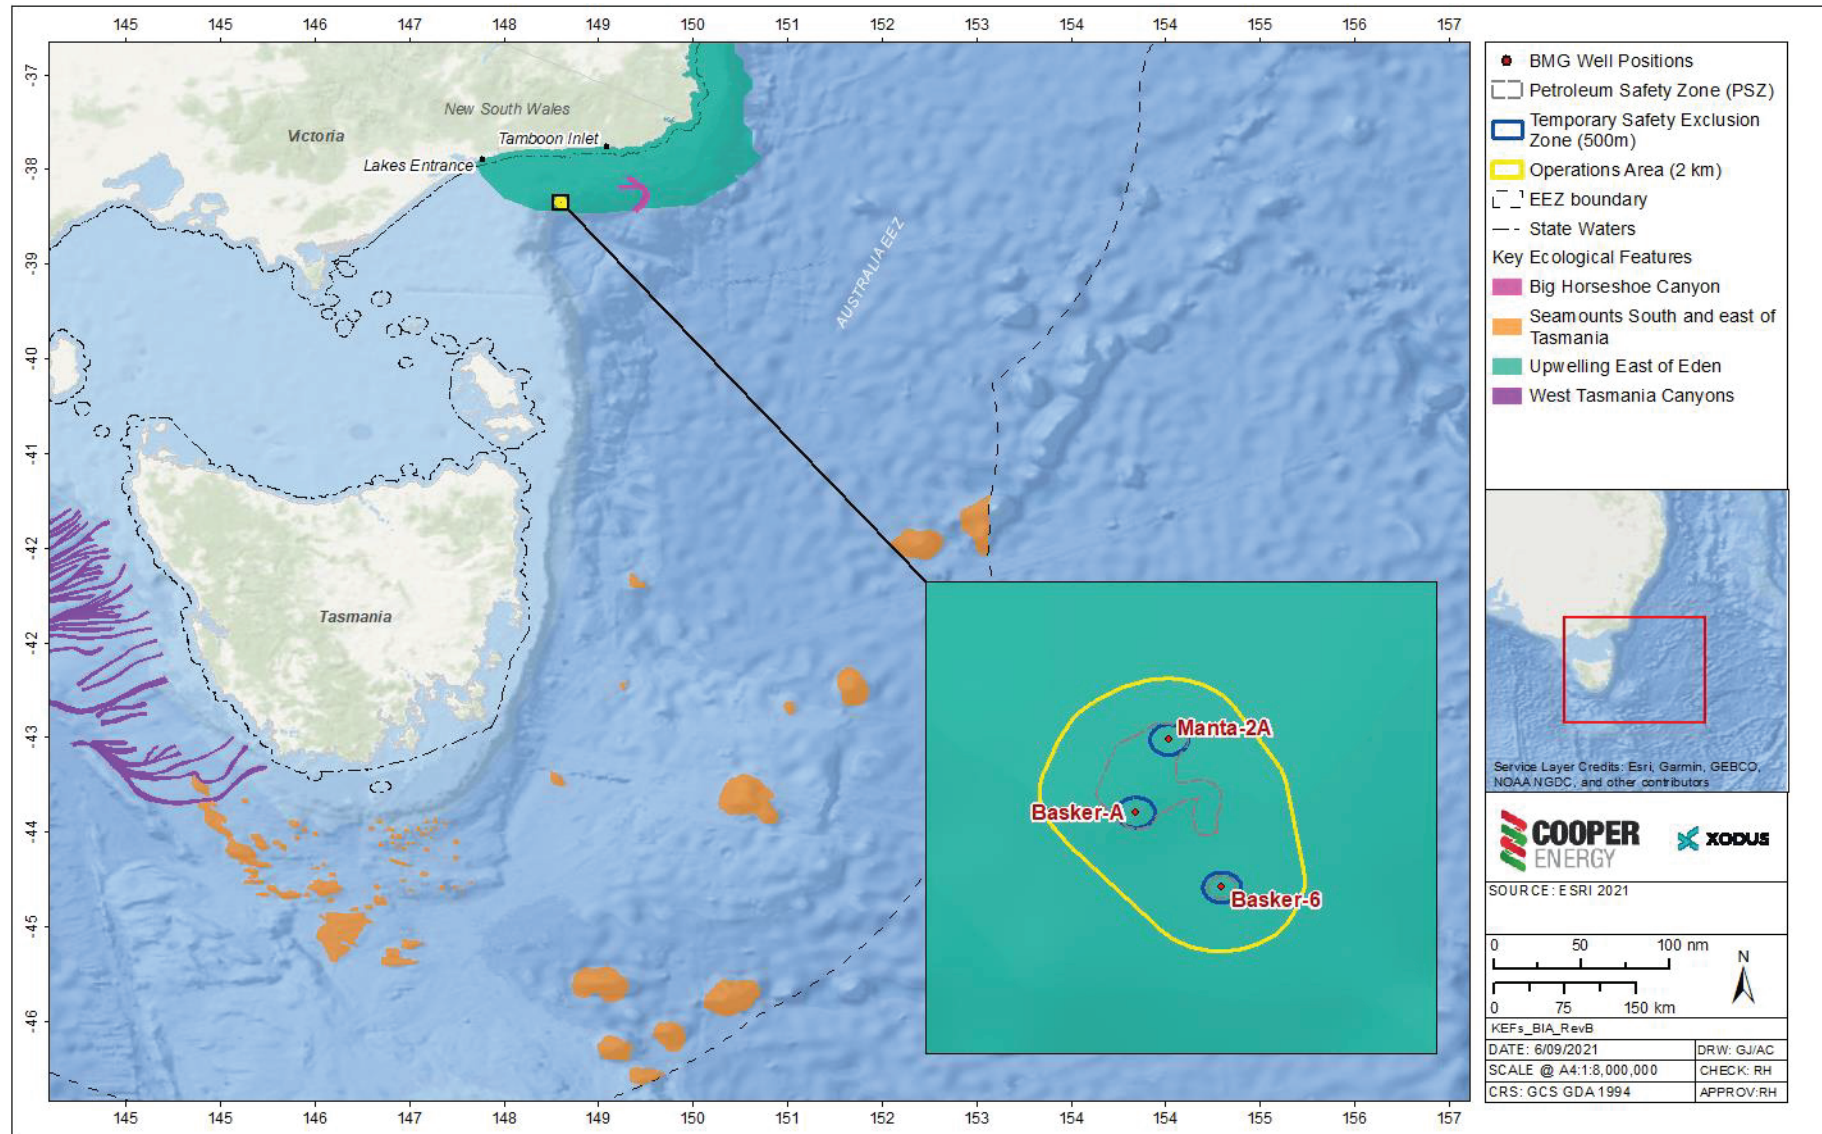 145 145 146 147 148 149 150 151 152 153 154 154 155 156 157
-37
-38
-39
-40
-41
-42
-42
-43
-44
-45
-46
New South Wales
Victoria
Tamboon Inlet
Lakes Entrance
AUSTRALIA EEZ
Tasmania
Manta-2A
Basker-A
Basker-6
145 145 146 147 148 149 150 151 152 153 154 154 155 156 157
BMG Well Positions
Petroleum Safety Zone (PSZ)
Temporary Safety Exclusion
Zone (500m)
Operations Area (2 km)
EEZ boundary
State Waters
Key Ecological Features
Big Horseshoe Canyon
Seamounts South and east of
Tasmania
Upwelling East of Eden
West Tasmania Canyons
Service Layer Credits: Esri, Garmin, GEBCO,
NOAA NGDC, and other contributors
COOPER
ENERGY
XODUS
SOURCE: ESRI 2021
0 50 100 nm
N
0 75 150 km
KEFs_BIA_RevB
DATE: 6/09/2021 DRW: GJ/AC
SCALE @ A4:1:8,000,000 CHECK: RH
CRS: GCS GDA 1994 APPROV:RH